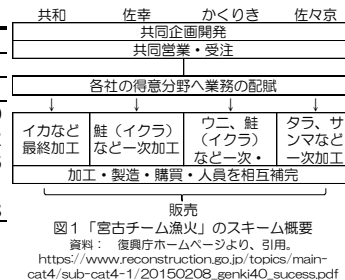 共和 佐幸 かくりき 佐々京
共同企画開発
共同営業・受注
各社の得意分野へ業務の配賦
↓ ↓ ↓ ↓
イカなど最終加工
鮭（イクラ）など一次加工
ウニ、鮭（イクラ）など一次・
タラ、サンマなど一次加工
加工・製造・購買・人員を相互補完
販売
図1「宮古チーム漁火」のスキーム概要
資料： 復興庁ホームページより、引用。
https://www.reconstruction.go.jp/topics/main-
cat4/sub-cat4-1/20150208_genki40_sucess.pdf